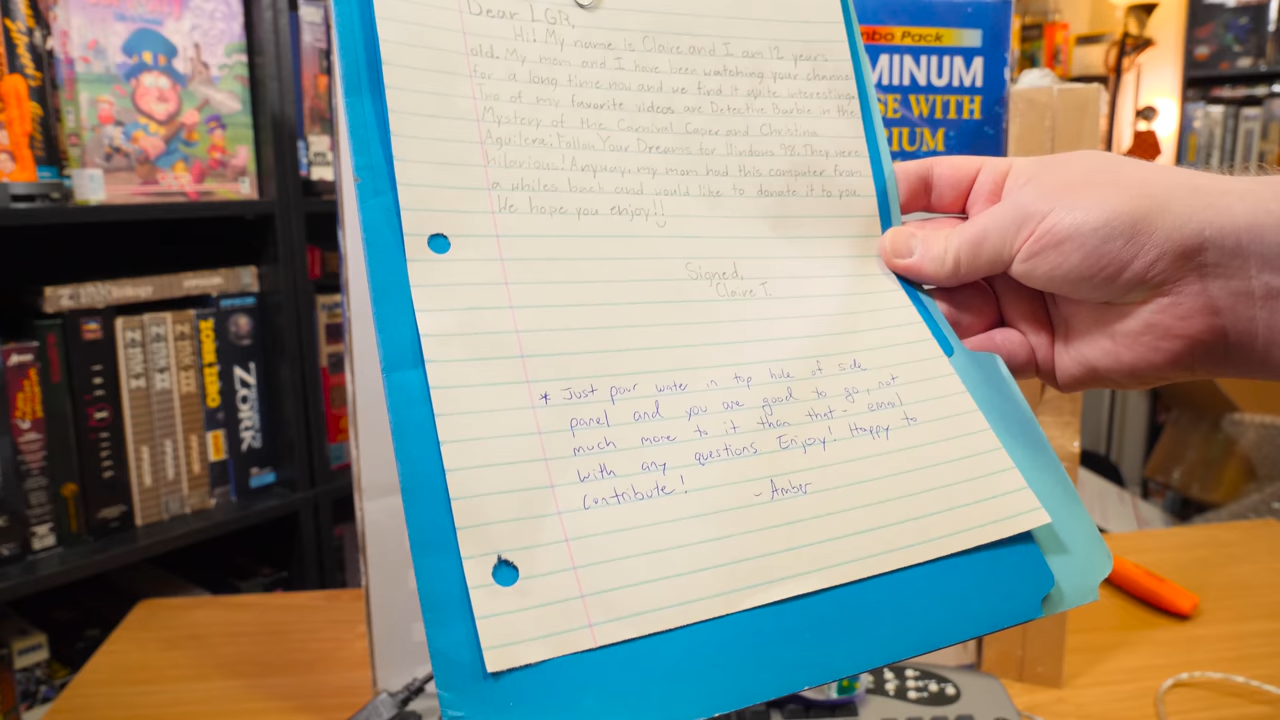 Dear LGR,
Hi! My name is Claire and I am 12 years
old. My mom and I have been watching your channel
for a long time now and we find it quite interesting.
Two of my favorite videos are Detective Barbie in the
Mystery of the Carnival Caper and Christina
Aguilera: Follow Your Dreams for Windows 98. They were
hilarious! Anyway, my mom had this computer from
a whiles back and would like to donate it to you.
We hope you enjoy!!
Signed,
Claire T.
* Just pour water in top hole of side
panel and you are good to go, not
much more to it than that - email
with any questions. Enjoy! Happy to
contribute!
- Amber
mbo Pack
MINUM
SE WITH
RIUM
ZORK I
ZORK
ZORK ZERO
ZORK